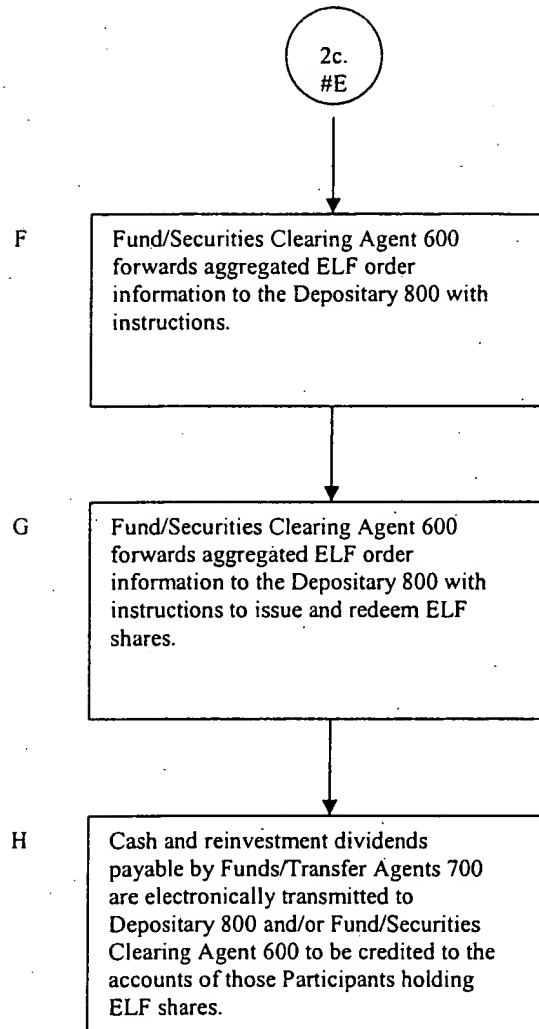 2c.
#E
F
Fund/Securities Clearing Agent 600
forwards aggregated ELF order
information to the Depositary 800 with
instructions.
G
Fund/Securities Clearing Agent 600
forwards aggregated ELF order
information to the Depositary 800 with
instructions to issue and redeem ELF
shares.
H
Cash and reinvestment dividends
payable by Funds/Transfer Agents 700
are electronically transmitted to
Depositary 800 and/or Fund/Securities
Clearing Agent 600 to be credited to the
accounts of those Participants holding
ELF shares.